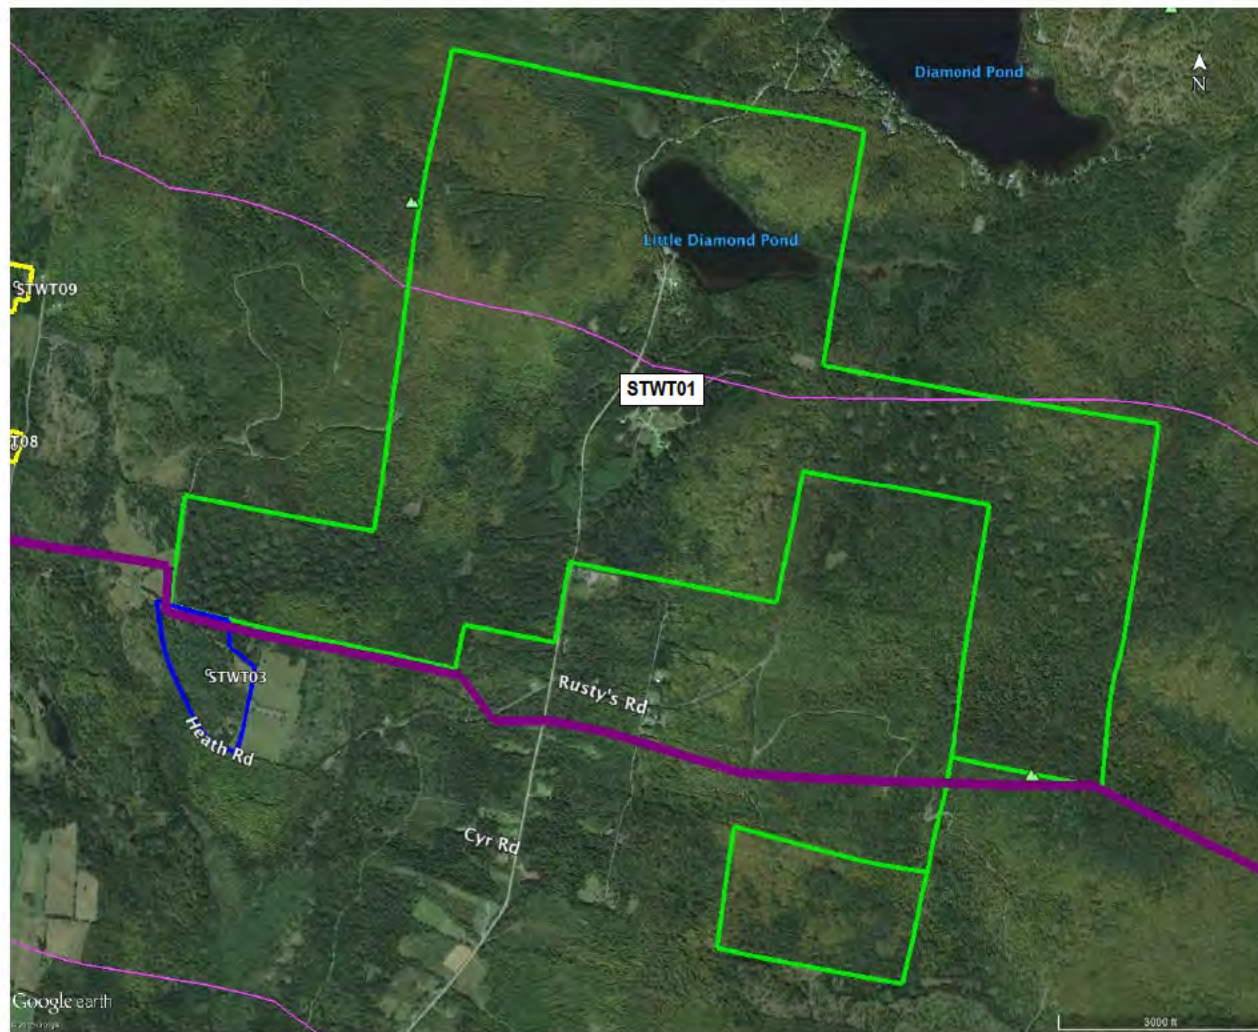 Diamond Pond
N
Little Diamond Pond
STWT09
STWT01
T08
STWT03
Rusty's Rd
Heath Rd
Cyr Rd
Google earth
3000 ft